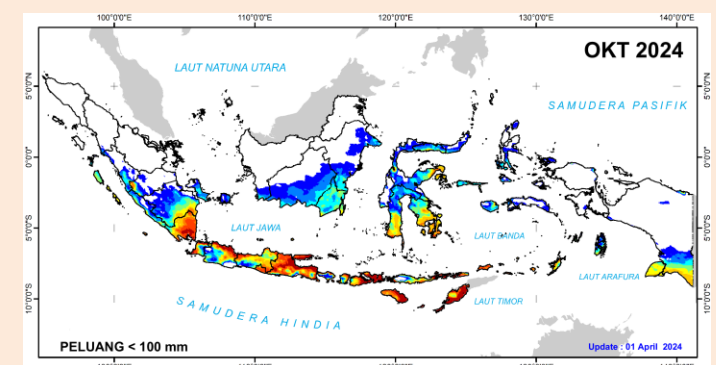 100°0'0"E 110°0'0"E 120°0'0"E 130°0'0"E 140°0'0"E
OKT 2024
LAUT NATUNA UTARA
5°0'0"N
SAMUDERA PASIFIK
0°0'0"
LAUT JAWA
LAUT BANDA
5°0'0"S
LAUT ARAFURA
SAMUDERA HINDIA
LAUT TIMOR
10°0'0"S
PELUANG < 100 mm
Update : 01 April 2024